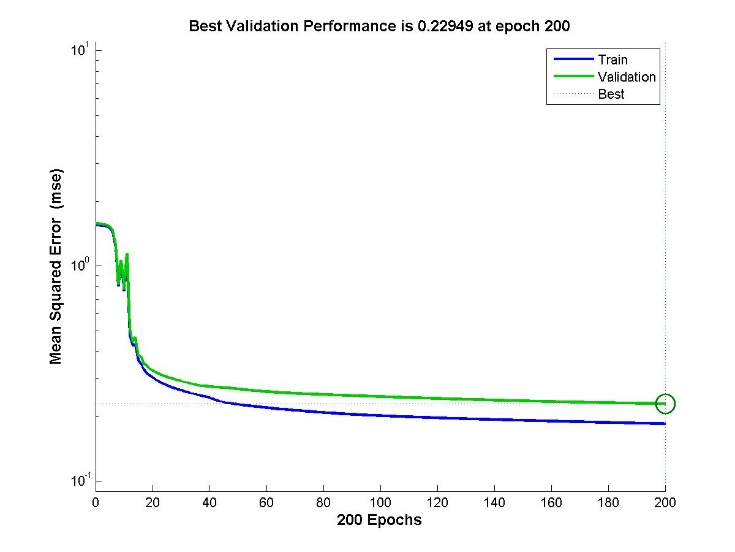 Best Validation Performance is 0.22949 at epoch 200
Train
Validation
Best
Mean Squared Error (mse)
10^1
10^0
10^-1
0 20 40 60 80 100 120 140 160 180 200
200 Epochs